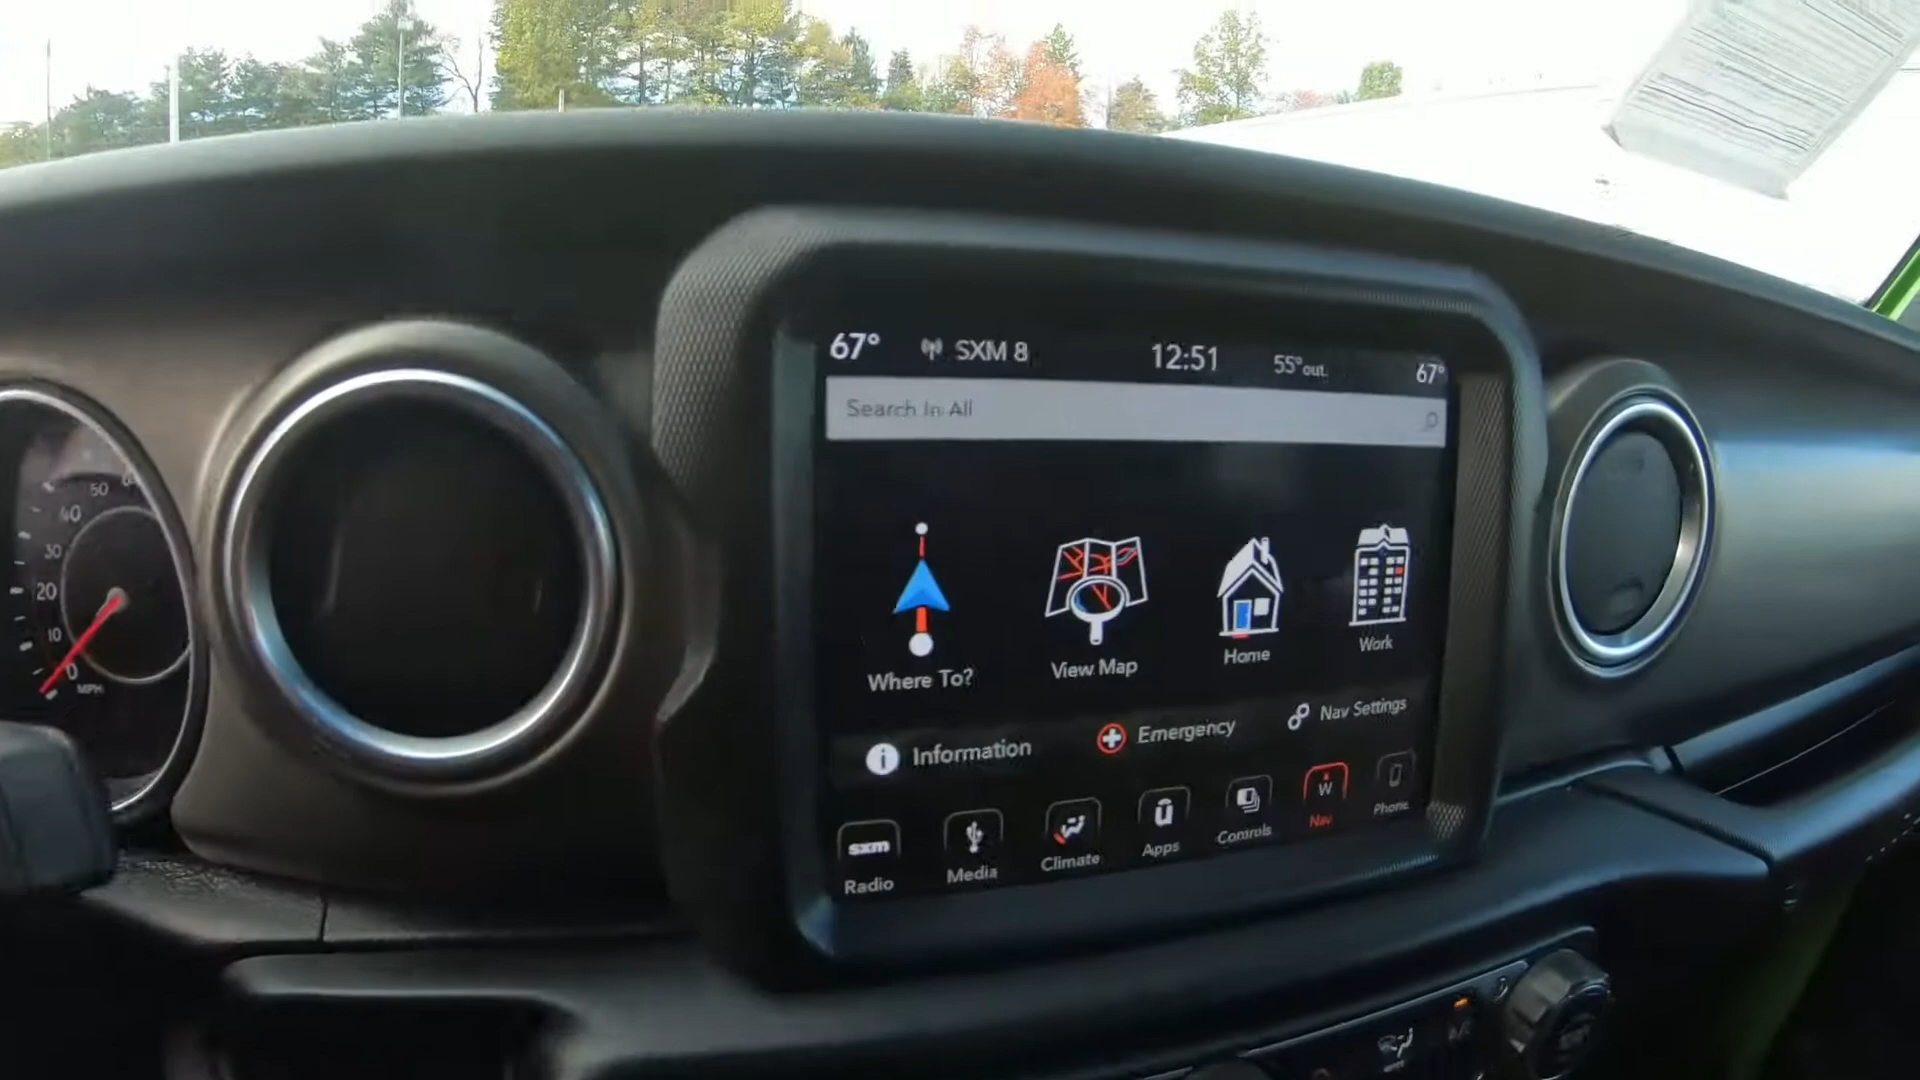 67° SXM 8 12:51 55°out. 67°
Search In All
Where To? View Map Home Work
Information Emergency Nav Settings
sxm W
Radio Media Climate Apps Controls Nav Phone
50
40
30
20
10
0
MPH
A/C